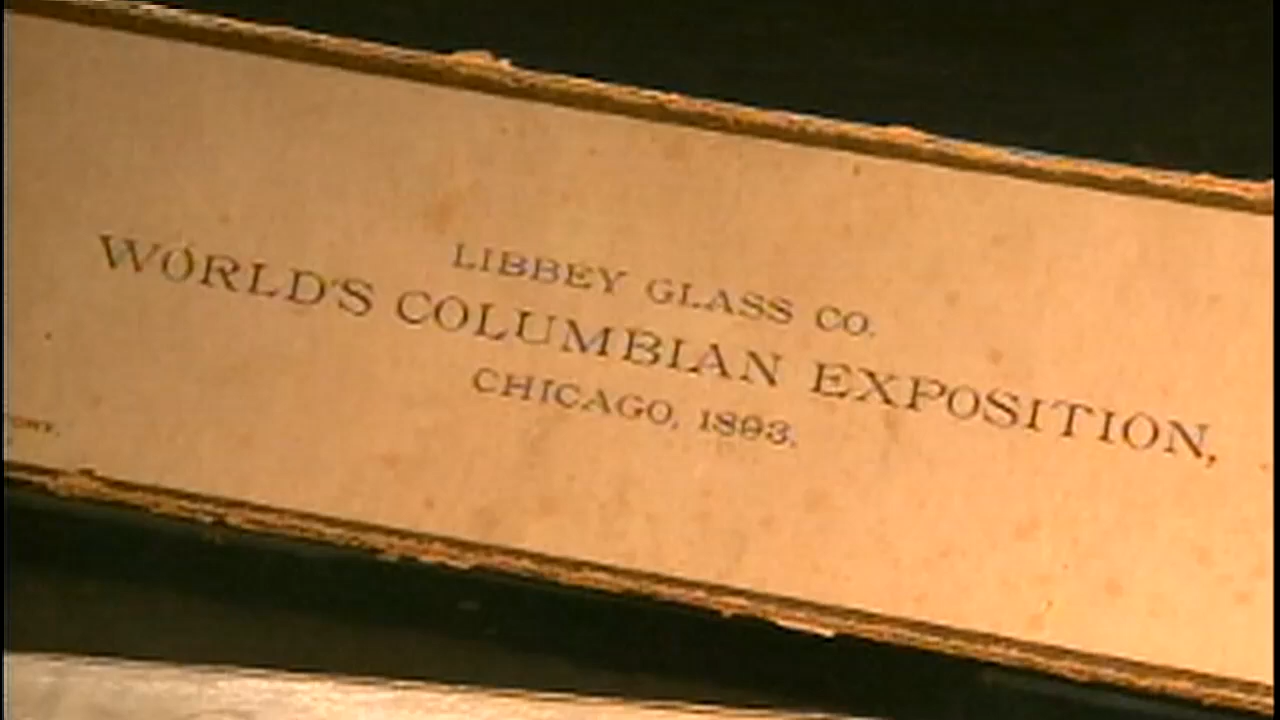 LIBBEY GLASS CO.
WORLD'S COLUMBIAN EXPOSITION,
CHICAGO, 1893.